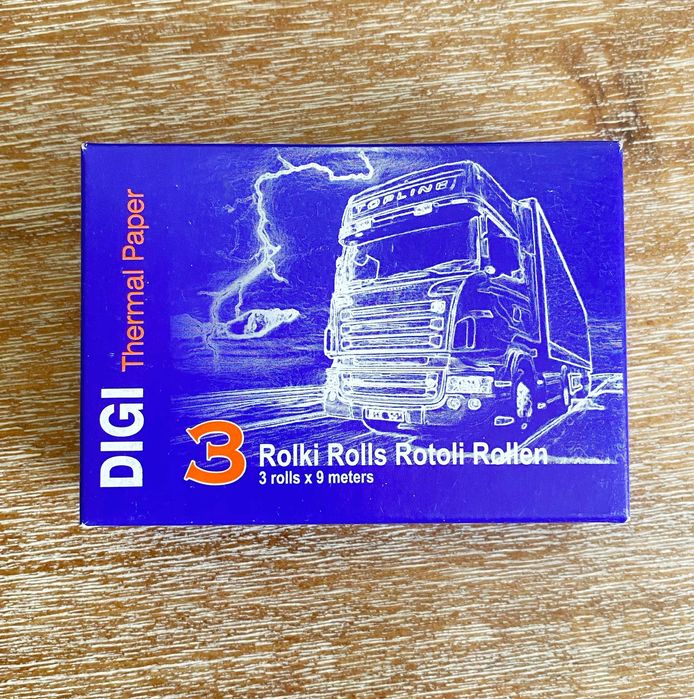 DIGI Thermal Paper
TOPLINE
3 Rolki Rolls Rotoli Rollen
3 rolls x 9 meters